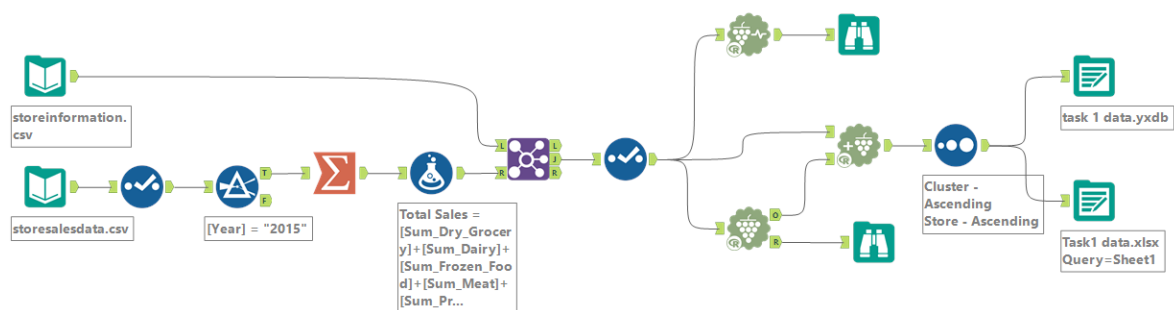 storeinformation.
csv
L
R
L
J
R
storesalesdata.csv
T
F
[Year] = "2015"
Total Sales =
[Sum_Dry_Grocer
y]+[Sum_Dairy]+
[Sum_Frozen_Foo
d]+[Sum_Meat]+
[Sum_Pr...
R
R
R
O
R
Cluster -
Ascending
Store - Ascending
task 1 data.yxdb
Task1 data.xlsx
Query=Sheet1